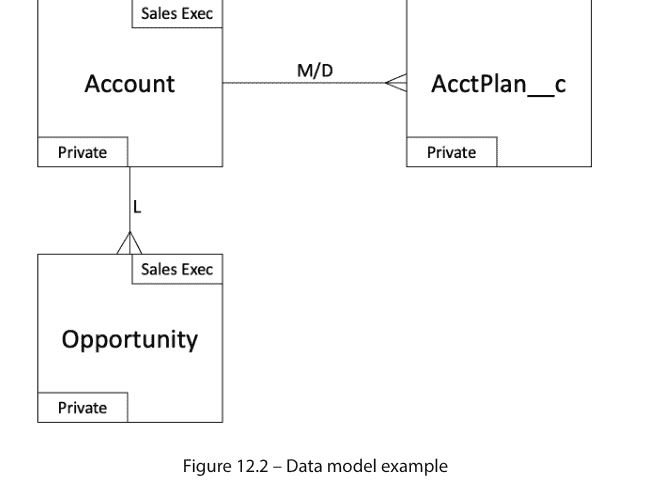 Sales Exec
Account
M/D
AcctPlan__c
Private
Private
L
Sales Exec
Opportunity
Private
Figure 12.2 – Data model example